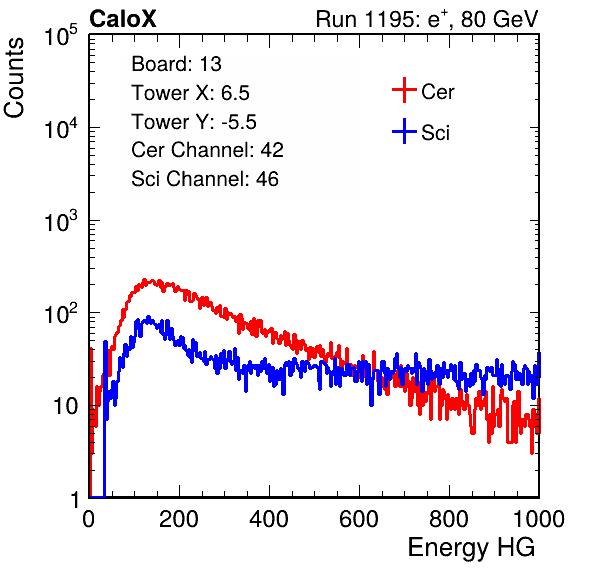 CaloX Run 1195: e⁺, 80 GeV
Counts
10⁵
10⁴
10³
10²
10
1
Board: 13
Tower X: 6.5
Tower Y: -5.5
Cer Channel: 42
Sci Channel: 46
Cer
Sci
0 200 400 600 800 1000
Energy HG